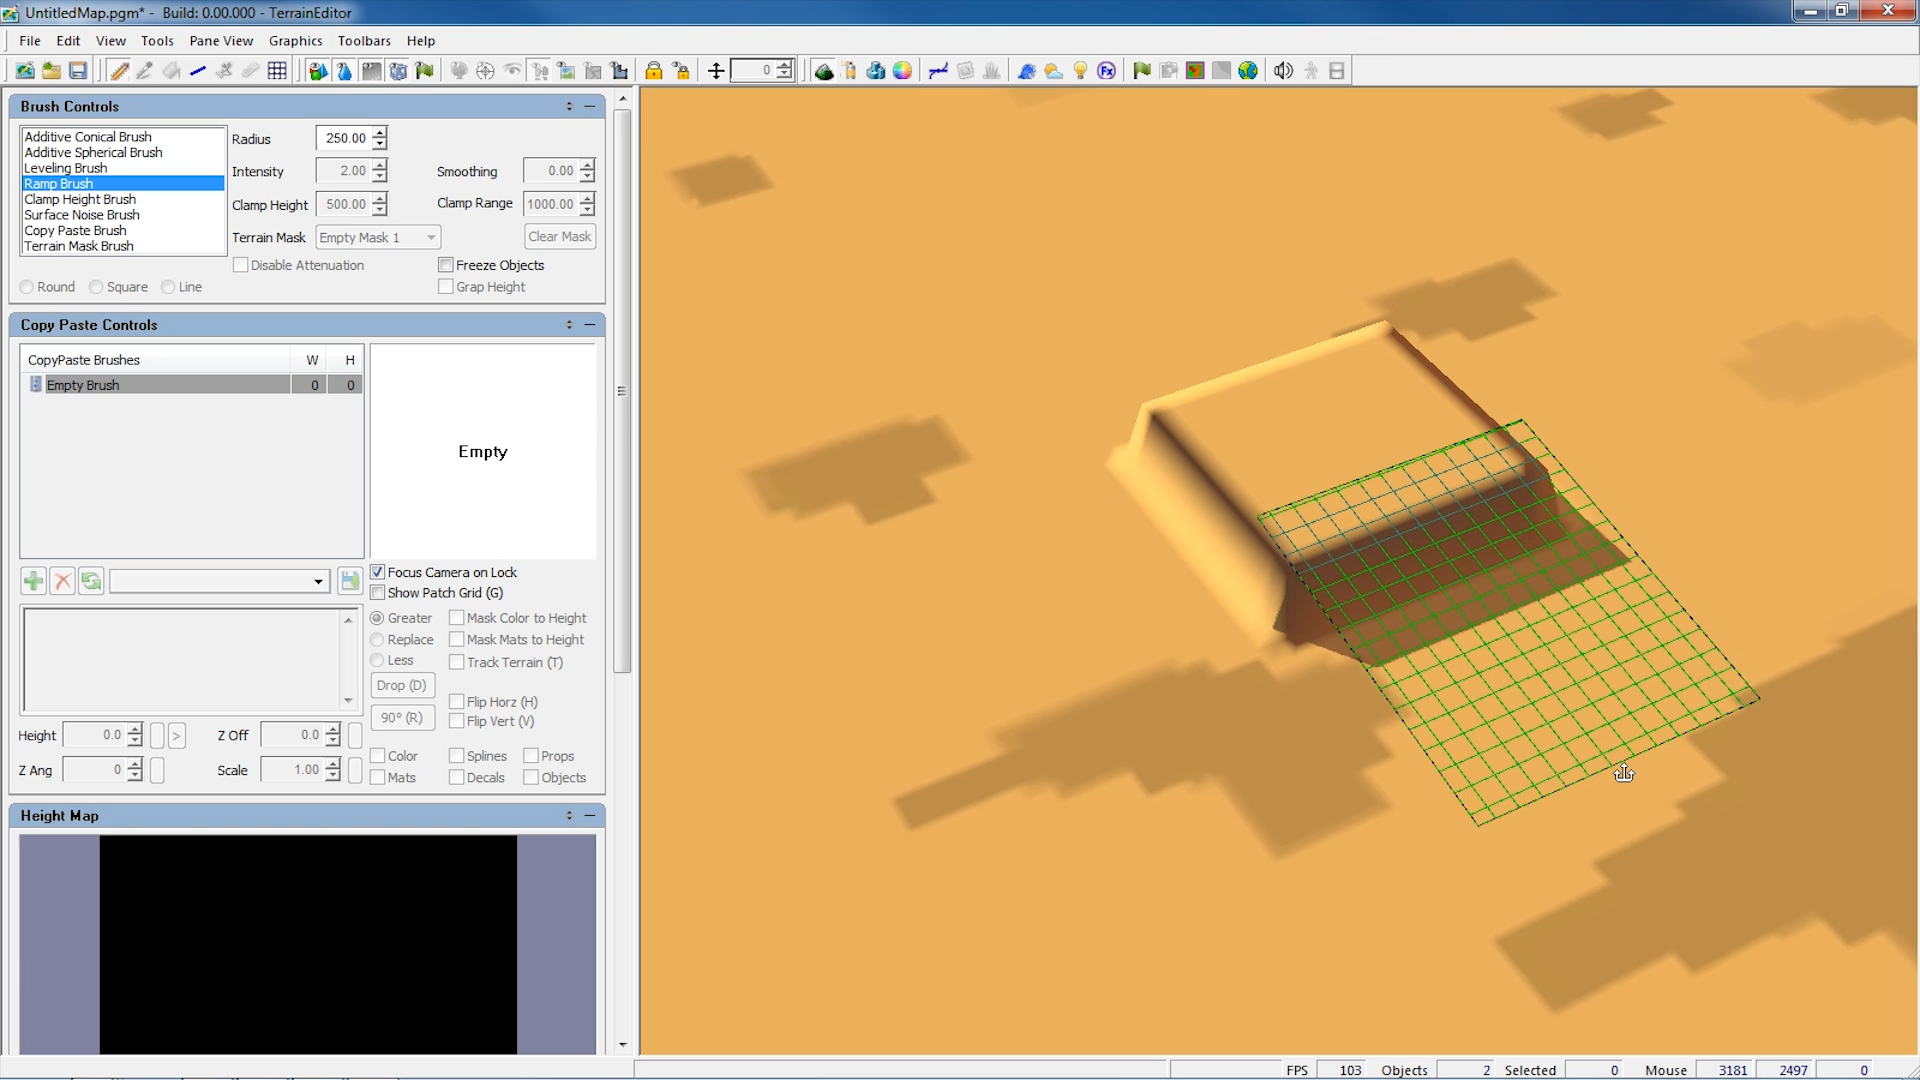 UntitledMap.pgm* - Build: 0.00.000 - TerrainEditor
File Edit View Tools Pane View Graphics Toolbars Help
0
Fx
Brush Controls
Additive Conical Brush
Additive Spherical Brush
Leveling Brush
Ramp Brush
Clamp Height Brush
Surface Noise Brush
Copy Paste Brush
Terrain Mask Brush
Radius 250.00
Intensity 2.00 Smoothing 0.00
Clamp Height 500.00 Clamp Range 1000.00
Terrain Mask Empty Mask 1 Clear Mask
Disable Attenuation Freeze Objects
Round Square Line Grap Height
Copy Paste Controls
CopyPaste Brushes W H
Empty Brush 0 0
Empty
Focus Camera on Lock
Show Patch Grid (G)
Greater Mask Color to Height
Replace Mask Mats to Height
Less Track Terrain (T)
Drop (D)
90° (R) Flip Horz (H)
Flip Vert (V)
Height 0.0 > Z Off 0.0
Color Splines Props
Z Ang 0 Scale 1.00
Mats Decals Objects
Height Map
FPS 103 Objects 2 Selected 0 Mouse 3181 2497 0